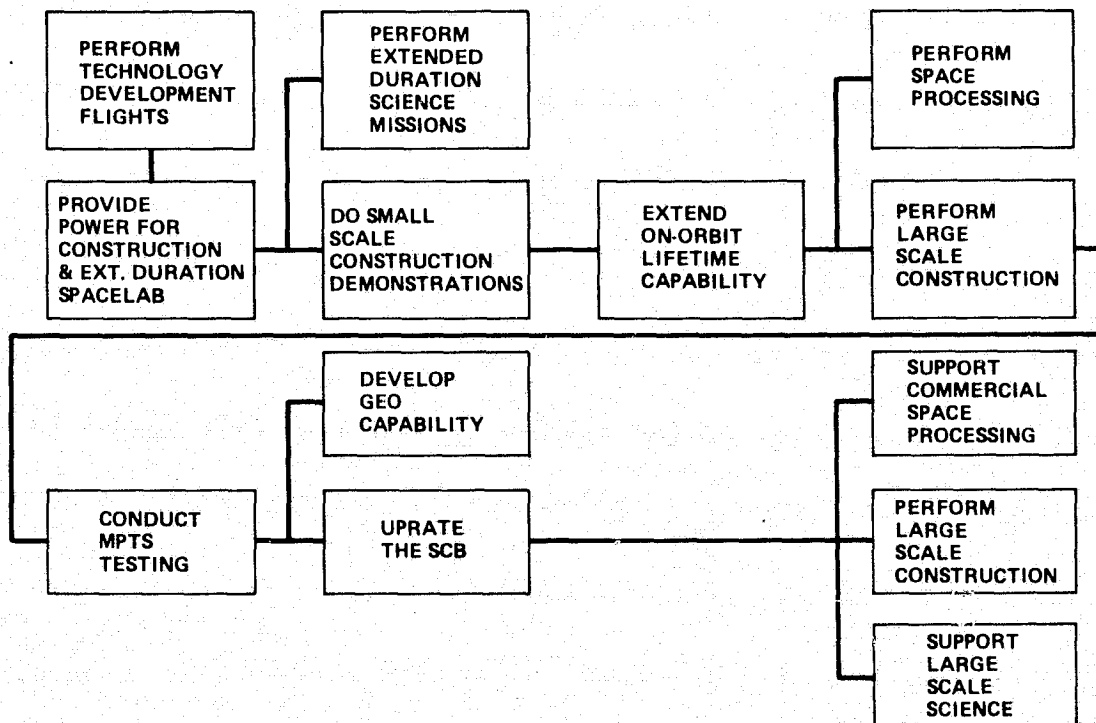 PERFORM
TECHNOLOGY
DEVELOPMENT
FLIGHTS
PERFORM
EXTENDED
DURATION
SCIENCE
MISSIONS
PERFORM
SPACE
PROCESSING
PROVIDE
POWER FOR
CONSTRUCTION
& EXT. DURATION
SPACELAB
DO SMALL
SCALE
CONSTRUCTION
DEMONSTRATIONS
EXTEND
ON-ORBIT
LIFETIME
CAPABILITY
PERFORM
LARGE
SCALE
CONSTRUCTION
DEVELOP
GEO
CAPABILITY
SUPPORT
COMMERCIAL
SPACE
PROCESSING
CONDUCT
MPTS
TESTING
UPRATE
THE SCB
PERFORM
LARGE
SCALE
CONSTRUCTION
SUPPORT
LARGE
SCALE
SCIENCE